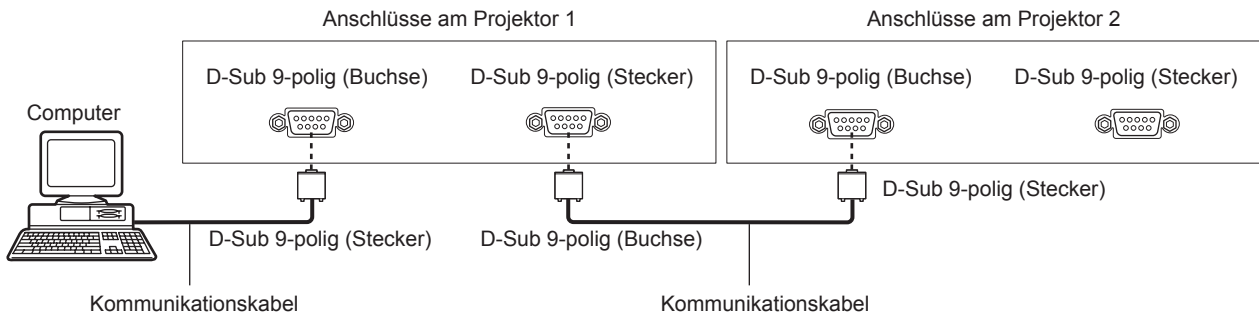 Anschlüsse am Projektor 1
Anschlüsse am Projektor 2
D-Sub 9-polig (Buchse)
D-Sub 9-polig (Stecker)
D-Sub 9-polig (Buchse)
D-Sub 9-polig (Stecker)
Computer
D-Sub 9-polig (Stecker)
D-Sub 9-polig (Stecker)
D-Sub 9-polig (Buchse)
Kommunikationskabel
Kommunikationskabel